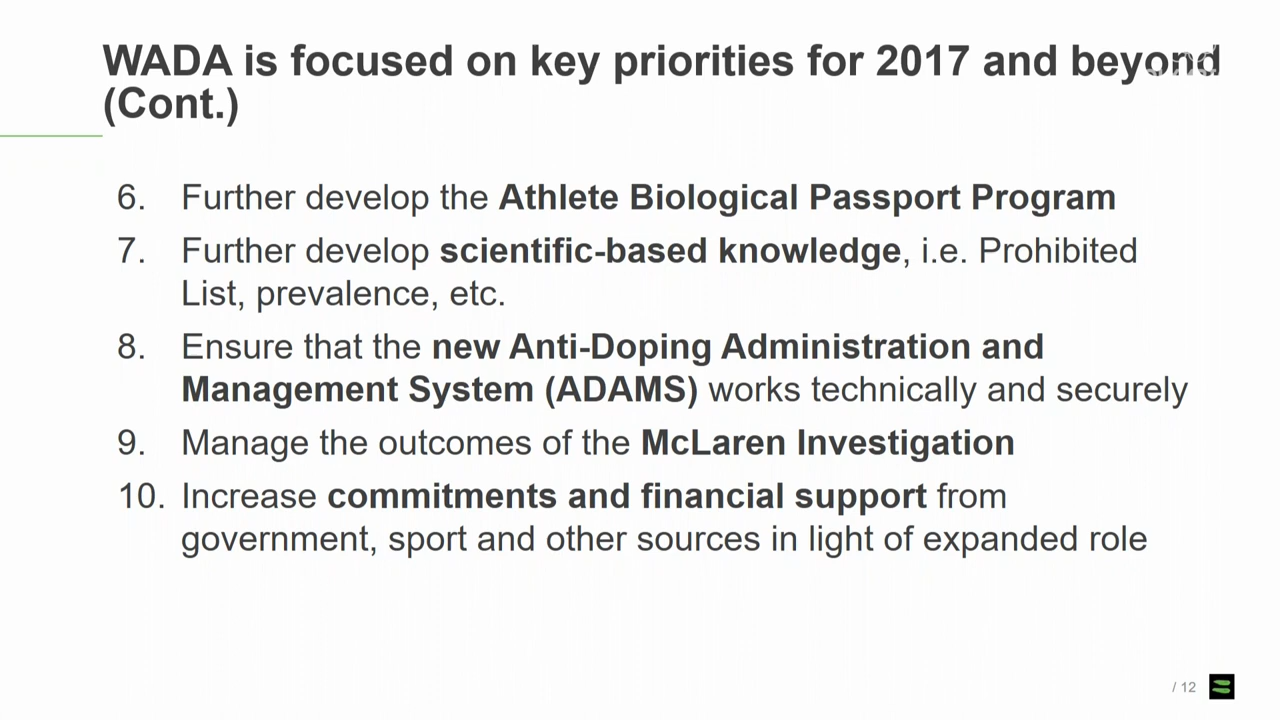 WADA is focused on key priorities for 2017 and beyond
(Cont.)
6. Further develop the Athlete Biological Passport Program
7. Further develop scientific-based knowledge, i.e. Prohibited
List, prevalence, etc.
8. Ensure that the new Anti-Doping Administration and
Management System (ADAMS) works technically and securely
9. Manage the outcomes of the McLaren Investigation
10. Increase commitments and financial support from
government, sport and other sources in light of expanded role
/ 12